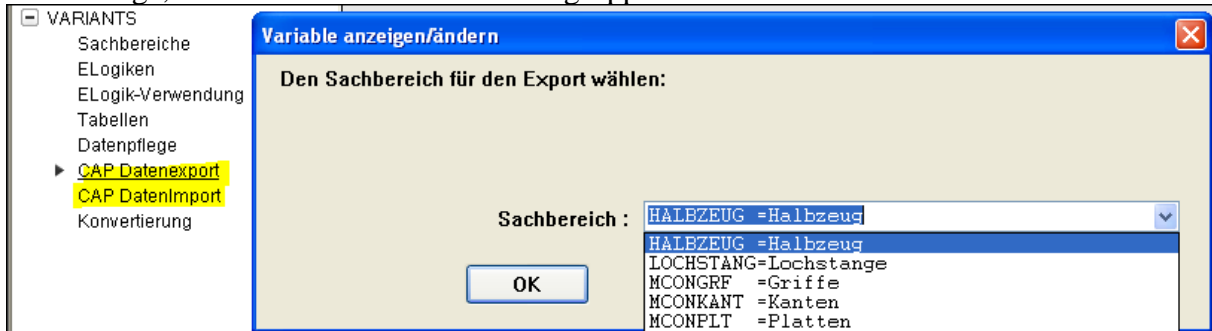 VARIANTS
Sachbereiche
ELogiken
ELogik-Verwendung
Tabellen
Datenpflege
CAP Datenexport
CAP DatenImport
Konvertierung
Variable anzeigen/ändern
Den Sachbereich für den Export wählen:
Sachbereich :
HALBZEUG =Halbzeug
HALBZEUG =Halbzeug
LOCHSTANG=Lochstange
MCONGRF =Griffe
MCONKANT =Kanten
MCONPLT =Platten
OK